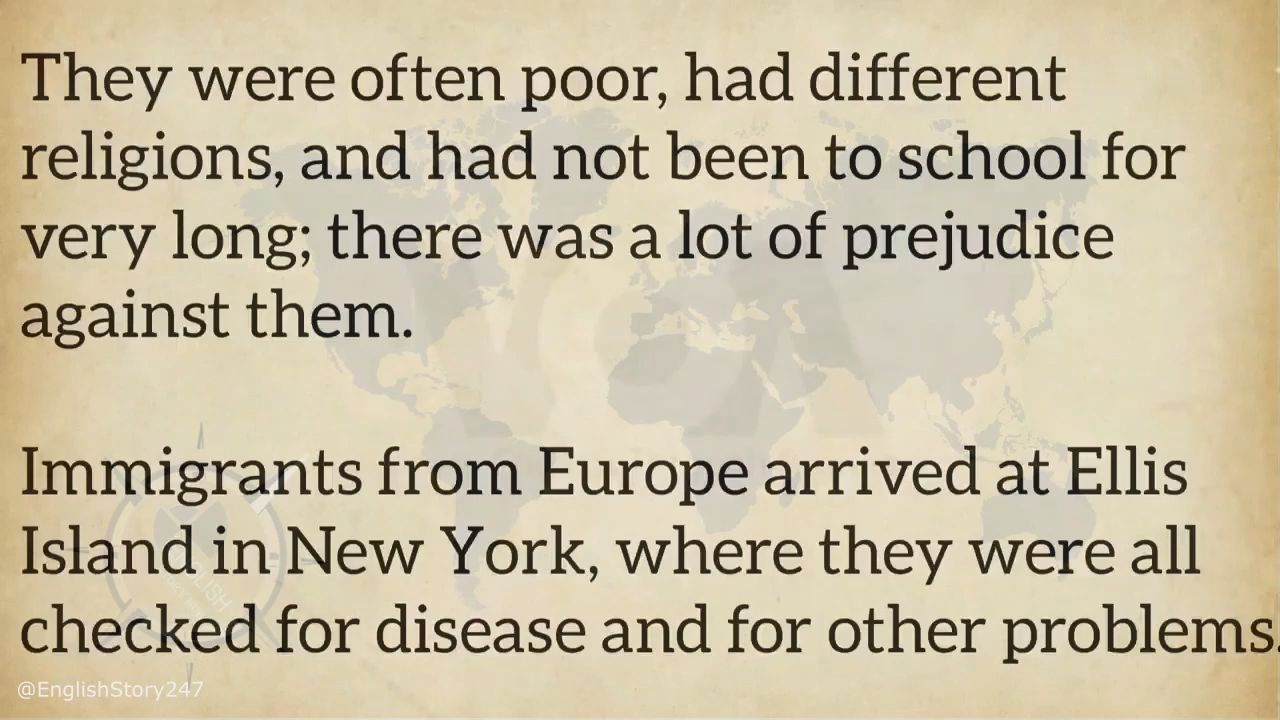 They were often poor, had different
religions, and had not been to school for
very long; there was a lot of prejudice
against them.
Immigrants from Europe arrived at Ellis
Island in New York, where they were all
checked for disease and for other problems.
ENGLISH
@EnglishStory247